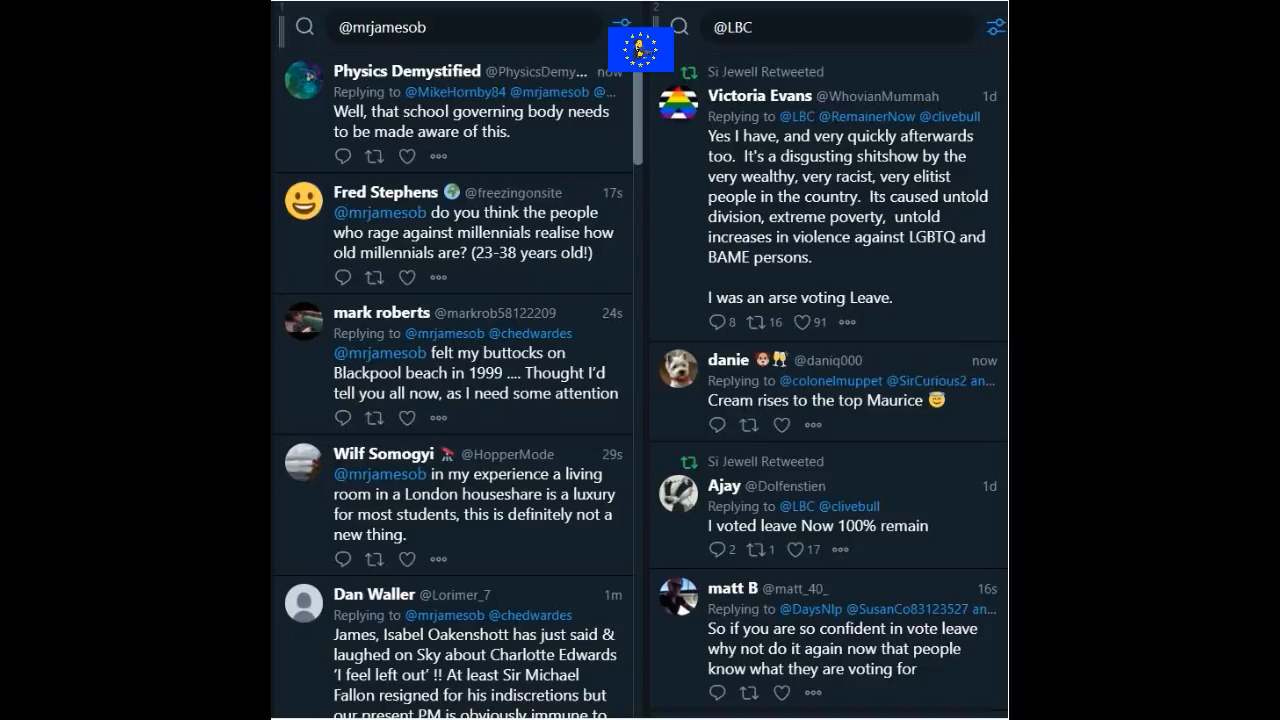 1
@mrjamesob
Physics Demystified @PhysicsDemy... now
Replying to @MikeHornby84 @mrjamesob @...
Well, that school governing body needs
to be made aware of this.
Fred Stephens @freezingonsite 17s
@mrjamesob do you think the people
who rage against millennials realise how
old millennials are? (23-38 years old!)
mark roberts @markrob58122209 24s
Replying to @mrjamesob @chedwardes
@mrjamesob felt my buttocks on
Blackpool beach in 1999 .... Thought I'd
tell you all now, as I need some attention
Wilf Somogyi @HopperMode 29s
@mrjamesob in my experience a living
room in a London houseshare is a luxury
for most students, this is definitely not a
new thing.
Dan Waller @Lorimer_7 1m
Replying to @mrjamesob @chedwardes
James, Isabel Oakenshott has just said &
laughed on Sky about Charlotte Edwards
'I feel left out' !! At least Sir Michael
Fallon resigned for his indiscretions but
our present PM is obviously immune to
2
@LBC
Si Jewell Retweeted
Victoria Evans @WhovianMummah 1d
Replying to @LBC @RemainerNow @clivebull
Yes I have, and very quickly afterwards
too. It's a disgusting shitshow by the
very wealthy, very racist, very elitist
people in the country. Its caused untold
division, extreme poverty, untold
increases in violence against LGBTQ and
BAME persons.
I was an arse voting Leave.
8 16 91
danie @daniq000 now
Replying to @colonelmuppet @SirCurious2 an...
Cream rises to the top Maurice
Si Jewell Retweeted
Ajay @Dolfenstien 1d
Replying to @LBC @clivebull
I voted leave Now 100% remain
2 1 17
matt B @matt_40_ 16s
Replying to @DaysNlp @SusanCo83123527 an...
So if you are so confident in vote leave
why not do it again now that people
know what they are voting for